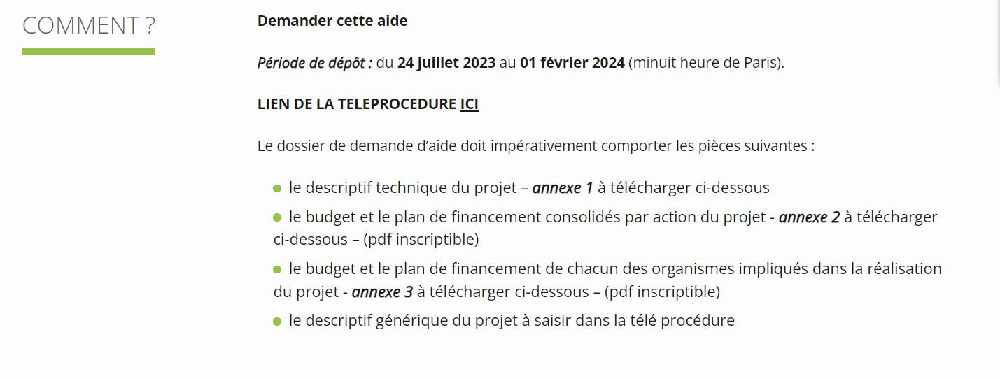 COMMENT ?
Demander cette aide
Période de dépôt : du 24 juillet 2023 au 01 février 2024 (minuit heure de Paris).
LIEN DE LA TELEPROCEDURE ICI
Le dossier de demande d’aide doit impérativement comporter les pièces suivantes :
le descriptif technique du projet – annexe 1 à télécharger ci-dessous
le budget et le plan de financement consolidés par action du projet - annexe 2 à télécharger
ci-dessous – (pdf inscriptible)
le budget et le plan de financement de chacun des organismes impliqués dans la réalisation
du projet - annexe 3 à télécharger ci-dessous – (pdf inscriptible)
le descriptif générique du projet à saisir dans la télé procédure